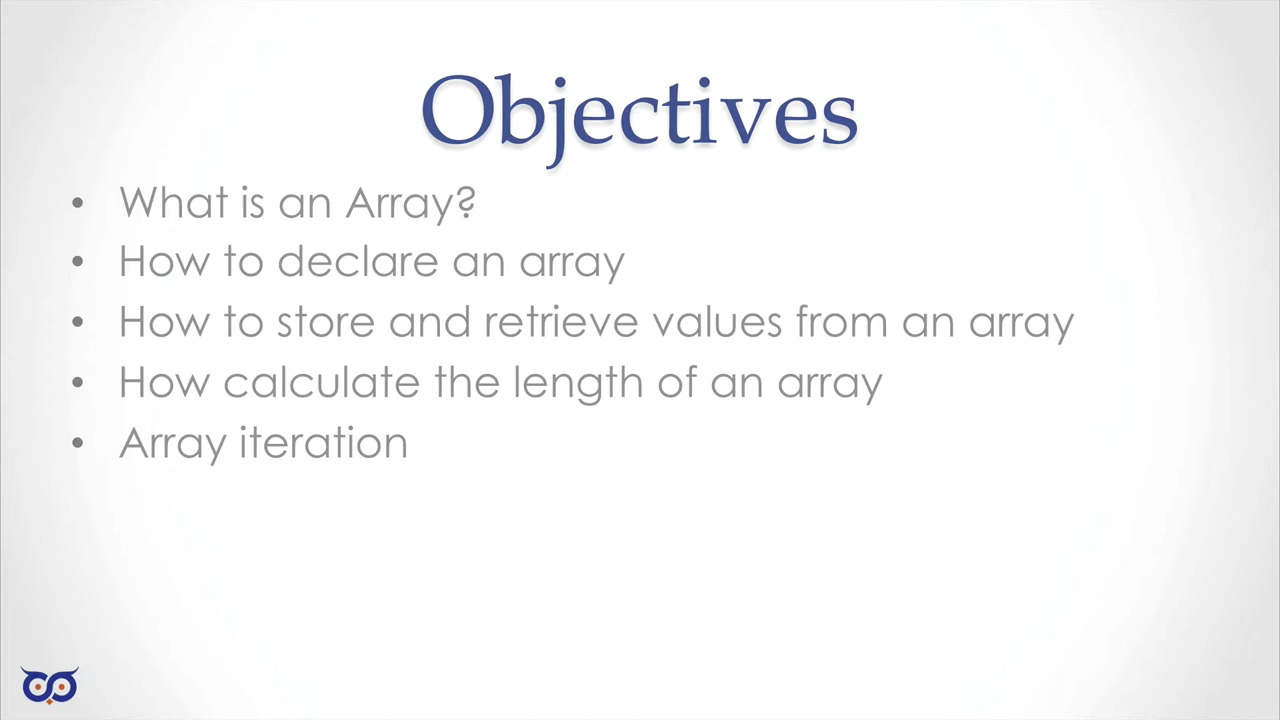 Objectives
• What is an Array?
• How to declare an array
• How to store and retrieve values from an array
• How calculate the length of an array
• Array iteration